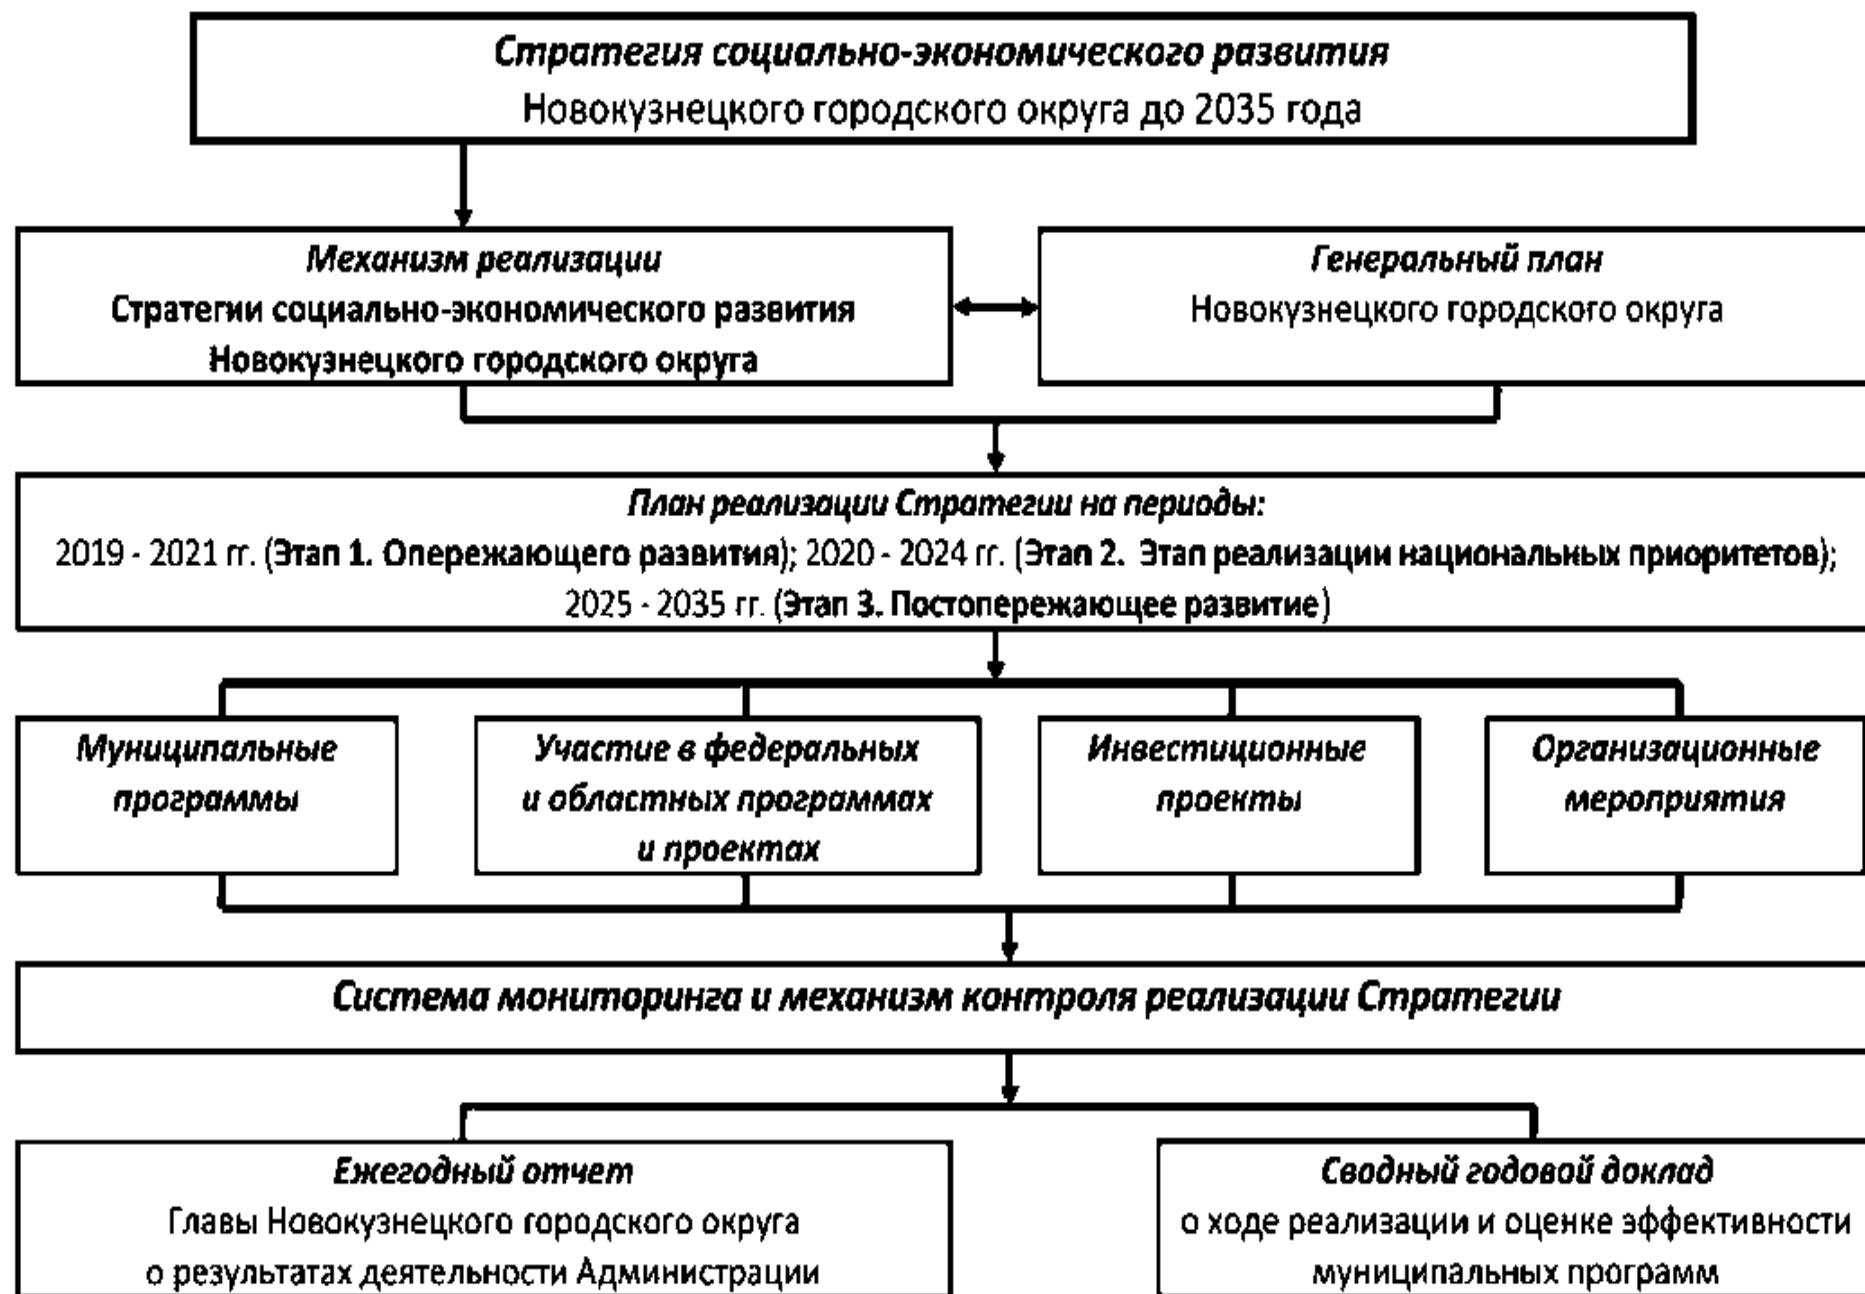 Стратегия социально-экономического развития
Новокузнецкого городского округа до 2035 года
Механизм реализации
Стратегии социально-экономического развития
Новокузнецкого городского округа
Генеральный план
Новокузнецкого городского округа
План реализации Стратегии на периоды:
2019 - 2021 гг. (Этап 1. Опережающего развития); 2020 - 2024 гг. (Этап 2. Этап реализации национальных приоритетов);
2025 - 2035 гг. (Этап 3. Постопережающее развитие)
Муниципальные
программы
Участие в федеральных
и областных программах
и проектах
Инвестиционные
проекты
Организационные
мероприятия
Система мониторинга и механизм контроля реализации Стратегии
Ежегодный отчет
Главы Новокузнецкого городского округа
о результатах деятельности Администрации
Сводный годовой доклад
о ходе реализации и оценке эффективности
муниципальных программ